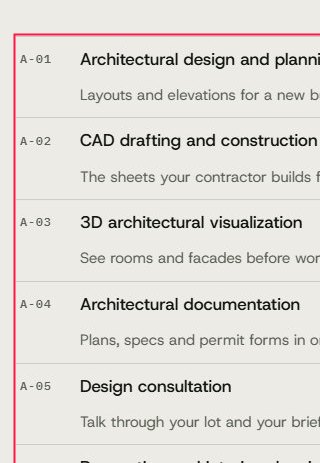 A-01 Architectural design and planni
Layouts and elevations for a new b
A-02 CAD drafting and construction
The sheets your contractor builds f
A-03 3D architectural visualization
See rooms and facades before wor
A-04 Architectural documentation
Plans, specs and permit forms in o
A-05 Design consultation
Talk through your lot and your brief